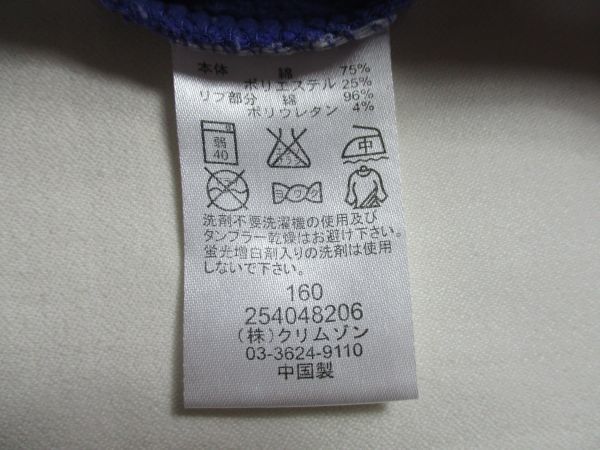 本体 綿 75%
ポリエステル 25%
リブ部分 綿 96%
ポリウレタン 4%
弱
40
中
洗剤不要洗濯機の使用及び
タンブラー乾燥はお避け下さい。
蛍光増白剤入りの洗剤は使用
しないで下さい。
160
254048206
(株)クリムゾン
03-3624-9110
中国製